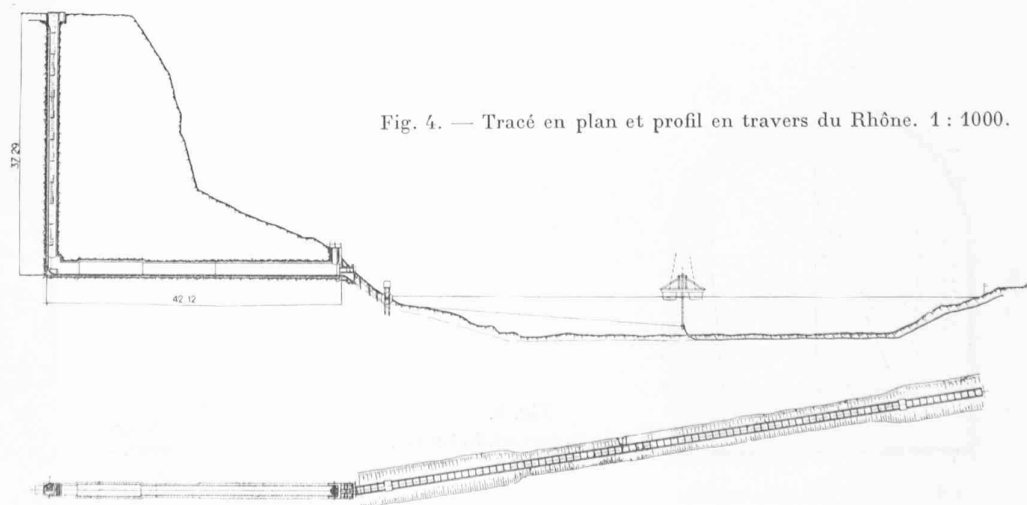 Fig. 4. — Tracé en plan et profil en travers du Rhône. 1 : 1000.
37 29
42 12